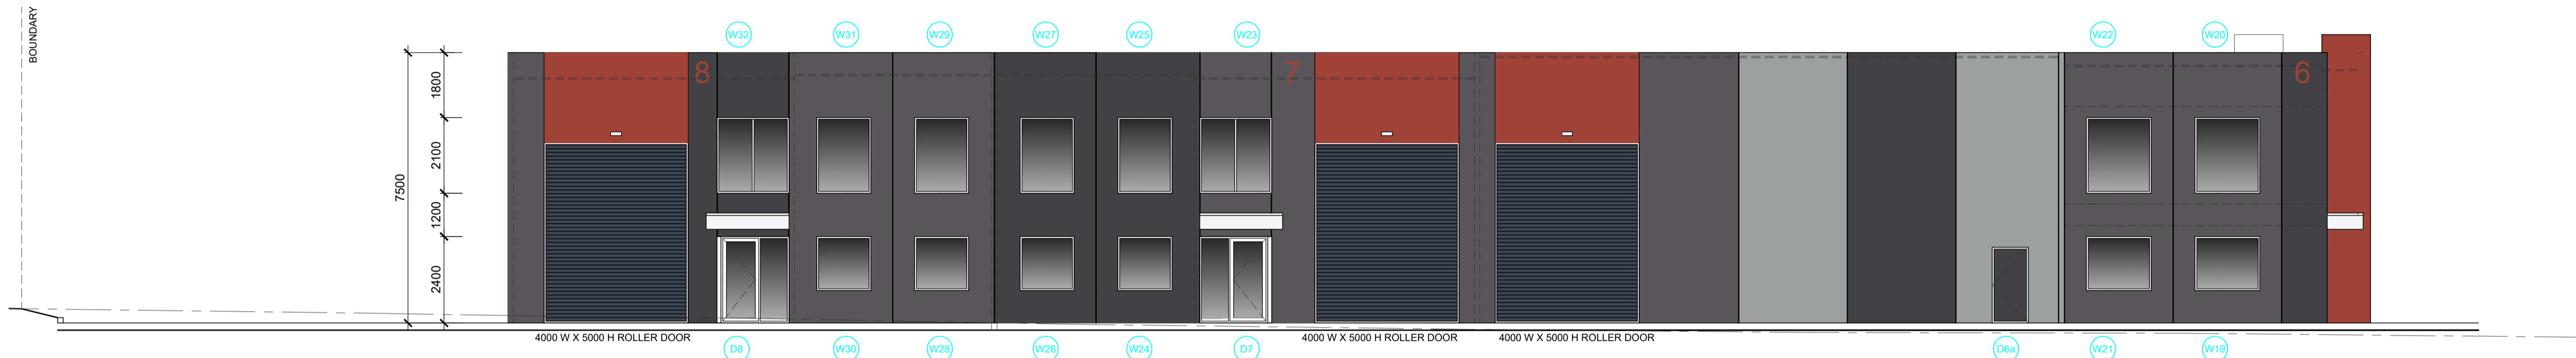 BOUNDARY
W32
W31
W29
W27
W25
W23
W22
W20
8
7
6
1800
2100
7500
1200
2400
4000 W X 5000 H ROLLER DOOR
4000 W X 5000 H ROLLER DOOR
4000 W X 5000 H ROLLER DOOR
D8
W30
W28
W26
W24
D7
D6a
W21
W19